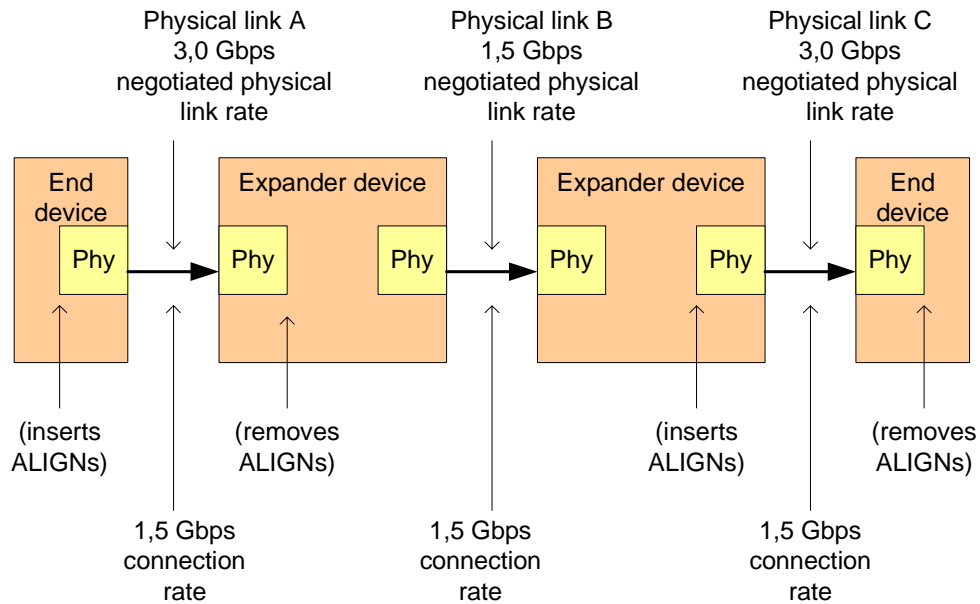 Physical link A
3,0 Gbps
negotiated physical
link rate
Physical link B
1,5 Gbps
negotiated physical
link rate
Physical link C
3,0 Gbps
negotiated physical
link rate
End
device
Expander device
Expander device
End
device
Phy
Phy
Phy
Phy
Phy
Phy
(inserts
ALIGNs)
(removes
ALIGNs)
(inserts
ALIGNs)
(removes
ALIGNs)
1,5 Gbps
connection
rate
1,5 Gbps
connection
rate
1,5 Gbps
connection
rate